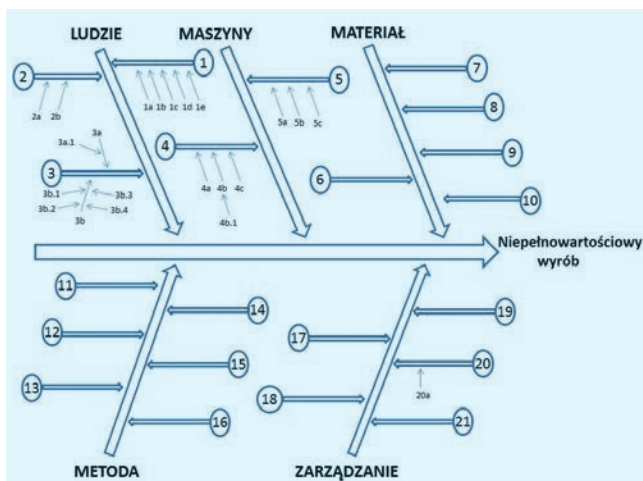 LUDZIE
MASZYNY
MATERIAŁ
2
1
5
7
2a
2b
1a
1b
1c
1d
1e
8
5a
5b
5c
3a
3a.1
4
9
3
6
4a
4b
4c
10
3b.1
3b.3
3b.2
3b.4
3b
4b.1
Niepełnowartościowy
wyrób
11
14
19
12
17
15
20
13
18
20a
16
21
METODA
ZARZĄDZANIE